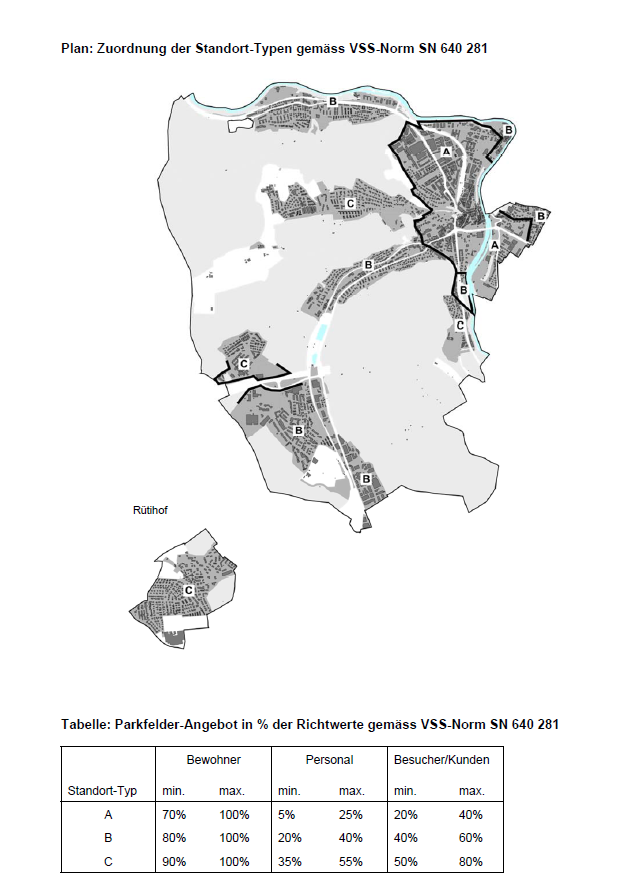 Plan: Zuordnung der Standort-Typen gemäss VSS-Norm SN 640 281
B
B
A
C
B
A
B
B
C
C
B
B
Rütihof
C
Tabelle: Parkfelder-Angebot in % der Richtwerte gemäss VSS-Norm SN 640 281
Bewohner Personal Besucher/Kunden
Standort-Typ min. max. min. max. min. max.
A 70% 100% 5% 25% 20% 40%
B 80% 100% 20% 40% 40% 60%
C 90% 100% 35% 55% 50% 80%